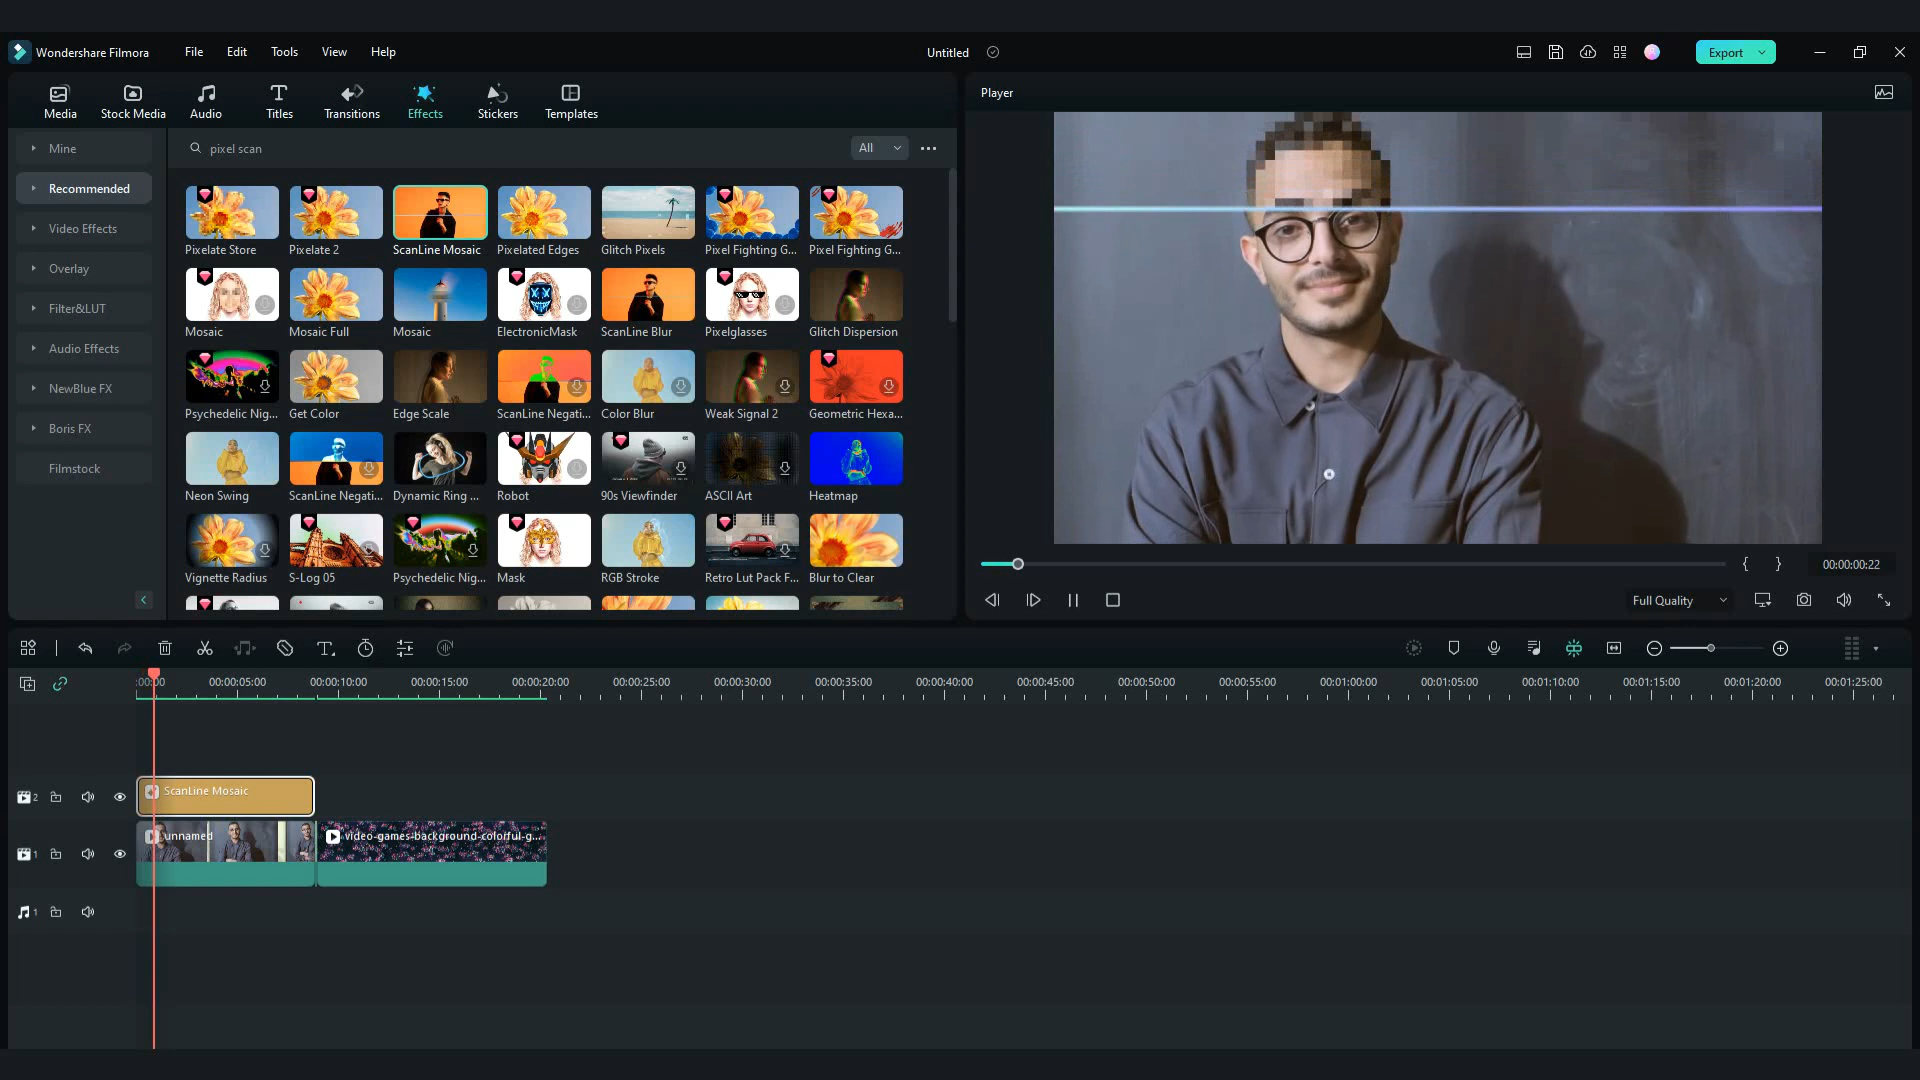 Wondershare Filmora
File
Edit
Tools
View
Help
Untitled
Export
Media
Stock Media
Audio
Titles
Transitions
Effects
Stickers
Templates
Player
Mine
Recommended
Video Effects
Overlay
Filter&LUT
Audio Effects
NewBlue FX
Boris FX
Filmstock
pixel scan
All
Pixelate Store
Pixelate 2
ScanLine Mosaic
Pixelated Edges
Glitch Pixels
Pixel Fighting G...
Pixel Fighting G...
Mosaic
Mosaic Full
Mosaic
ElectronicMask
ScanLine Blur
Pixelglasses
Glitch Dispersion
Psychedelic Nig...
Get Color
Edge Scale
ScanLine Negati...
Color Blur
Weak Signal 2
Geometric Hexa...
Neon Swing
ScanLine Negati...
Dynamic Ring ...
Robot
90s Viewfinder
ASCII Art
Heatmap
Vignette Radius
S-Log 05
Psychedelic Nig...
Mask
RGB Stroke
Retro Lut Pack F...
Blur to Clear
00:00:00:22
Full Quality
:00:00
00:00:05:00
00:00:10:00
00:00:15:00
00:00:20:00
00:00:25:00
00:00:30:00
00:00:35:00
00:00:40:00
00:00:45:00
00:00:50:00
00:00:55:00
00:01:00:00
00:01:05:00
00:01:10:00
00:01:15:00
00:01:20:00
00:01:25:00
2
ScanLine Mosaic
unnamed
video-games-background-colorful-g...
1
1